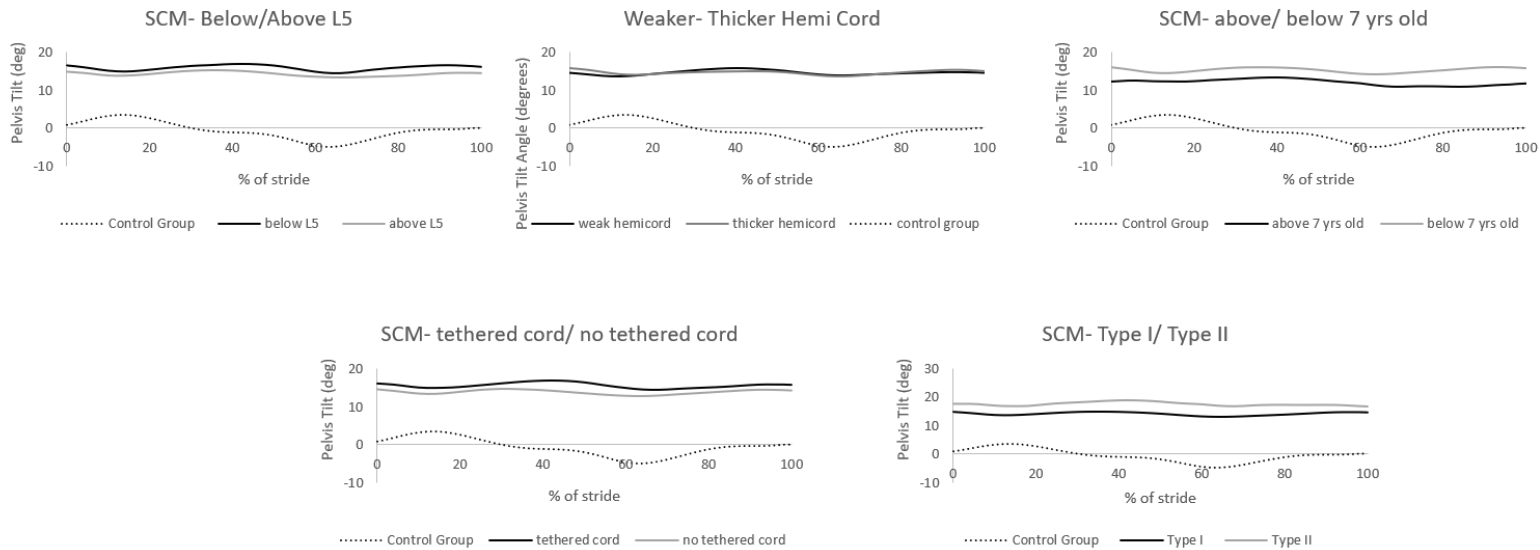 SCM- Below/Above L5
Pelvis Tilt (deg)
20
10
0
-10
0 20 40 60 80 100
% of stride
Control Group below L5 above L5
Weaker- Thicker Hemi Cord
Pelvis Tilt Angle (degrees)
20
10
0
-10
0 20 40 60 80 100
% of stride
weak hemicord thicker hemicord control group
SCM- above/ below 7 yrs old
Pelvis Tilt (deg)
20
10
0
-10
0 20 40 60 80 100
% of stride
Control Group above 7 yrs old below 7 yrs old
SCM- tethered cord/ no tethered cord
Pelvis Tilt (deg)
20
10
0
-10
0 20 40 60 80 100
% of stride
Control Group tethered cord no tethered cord
SCM- Type I/ Type II
Pelvis Tilt (deg)
30
20
10
0
-10
0 20 40 60 80 100
% of stride
Control Group Type I Type II